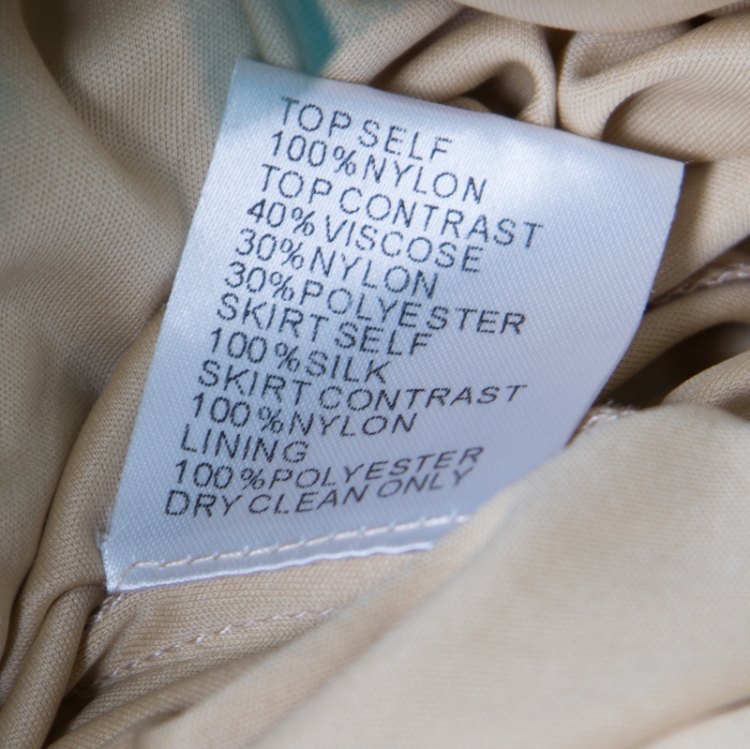 TOP SELF
100% NYLON
TOP CONTRAST
40% VISCOSE
30% NYLON
30% POLYESTER
SKIRT SELF
100% SILK
SKIRT CONTRAST
100% NYLON
LINING
100% POLYESTER
DRY CLEAN ONLY